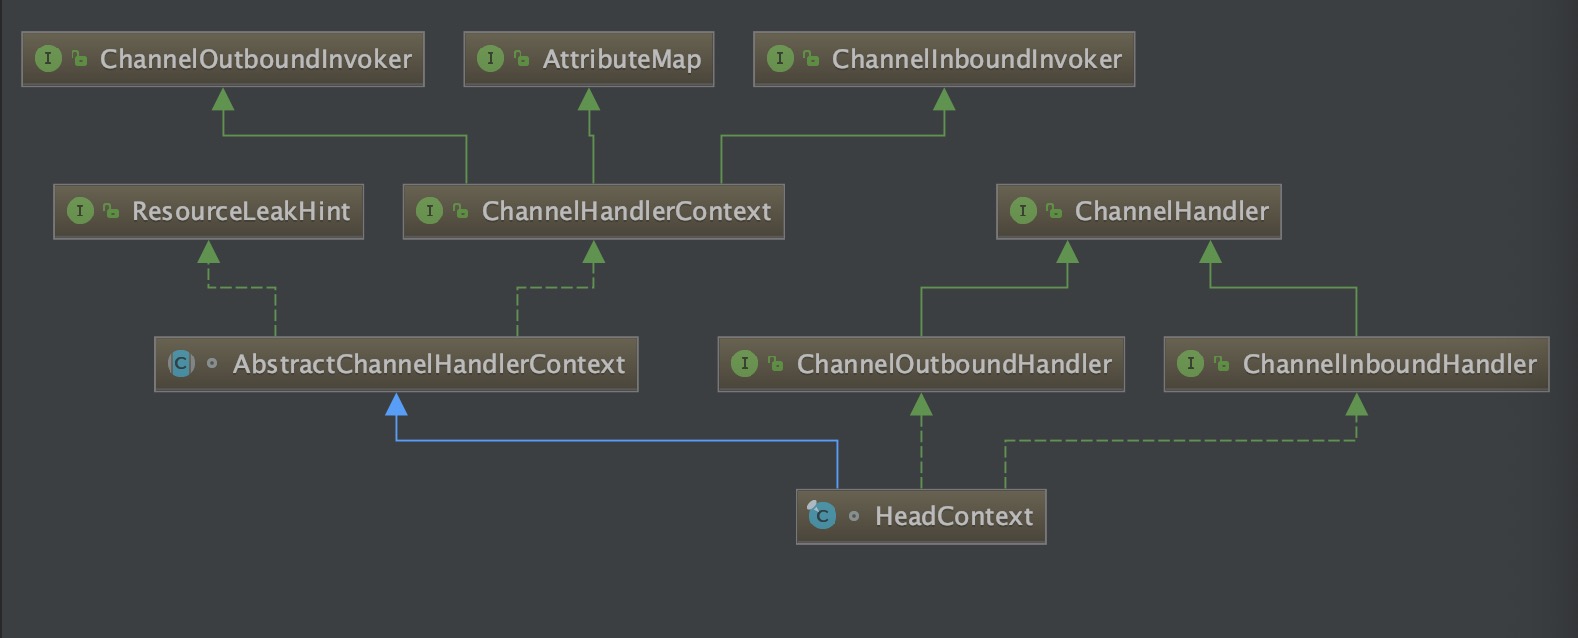 I ChannelOutboundInvoker
I AttributeMap
I ChannelInboundInvoker
I ResourceLeakHint
I ChannelHandlerContext
I ChannelHandler
C AbstractChannelHandlerContext
I ChannelOutboundHandler
I ChannelInboundHandler
C HeadContext